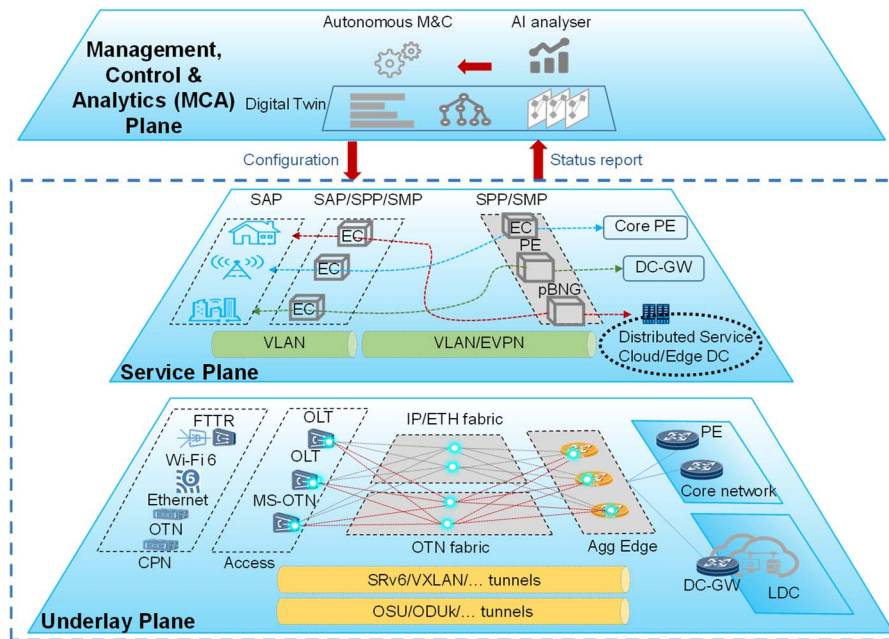 Autonomous M&C
AI analyser
Management,
Control &
Analytics (MCA)
Plane
Digital Twin
Configuration
Status report
SAP
SAP/SPP/SMP
SPP/SMP
EC
EC
Core PE
PE
EC
DC-GW
pBNG
EC
VLAN
VLAN/EVPN
Distributed Service
Cloud/Edge DC
Service Plane
FTTR
OLT
IP/ETH fabric
PE
Wi-Fi 6
OLT
6
Ethernet
MS-OTN
Core network
OTN
CPN
Access
OTN fabric
Agg Edge
DC-GW
LDC
SRv6/VXLAN/... tunnels
OSU/ODUk/... tunnels
Underlay Plane